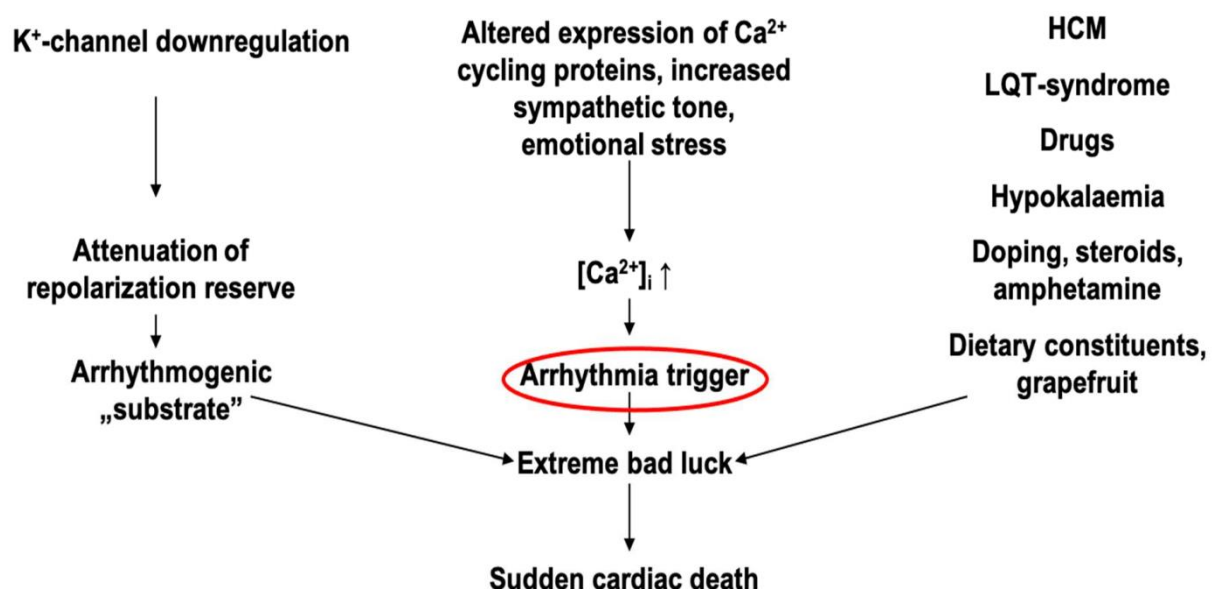 K⁺-channel downregulation
Attenuation of
repolarization reserve
Arrhythmogenic
„substrate”
Altered expression of Ca²⁺
cycling proteins, increased
sympathetic tone,
emotional stress
[Ca²⁺]ᵢ ↑
Arrhythmia trigger
Extreme bad luck
Sudden cardiac death
HCM
LQT-syndrome
Drugs
Hypokalaemia
Doping, steroids,
amphetamine
Dietary constituents,
grapefruit